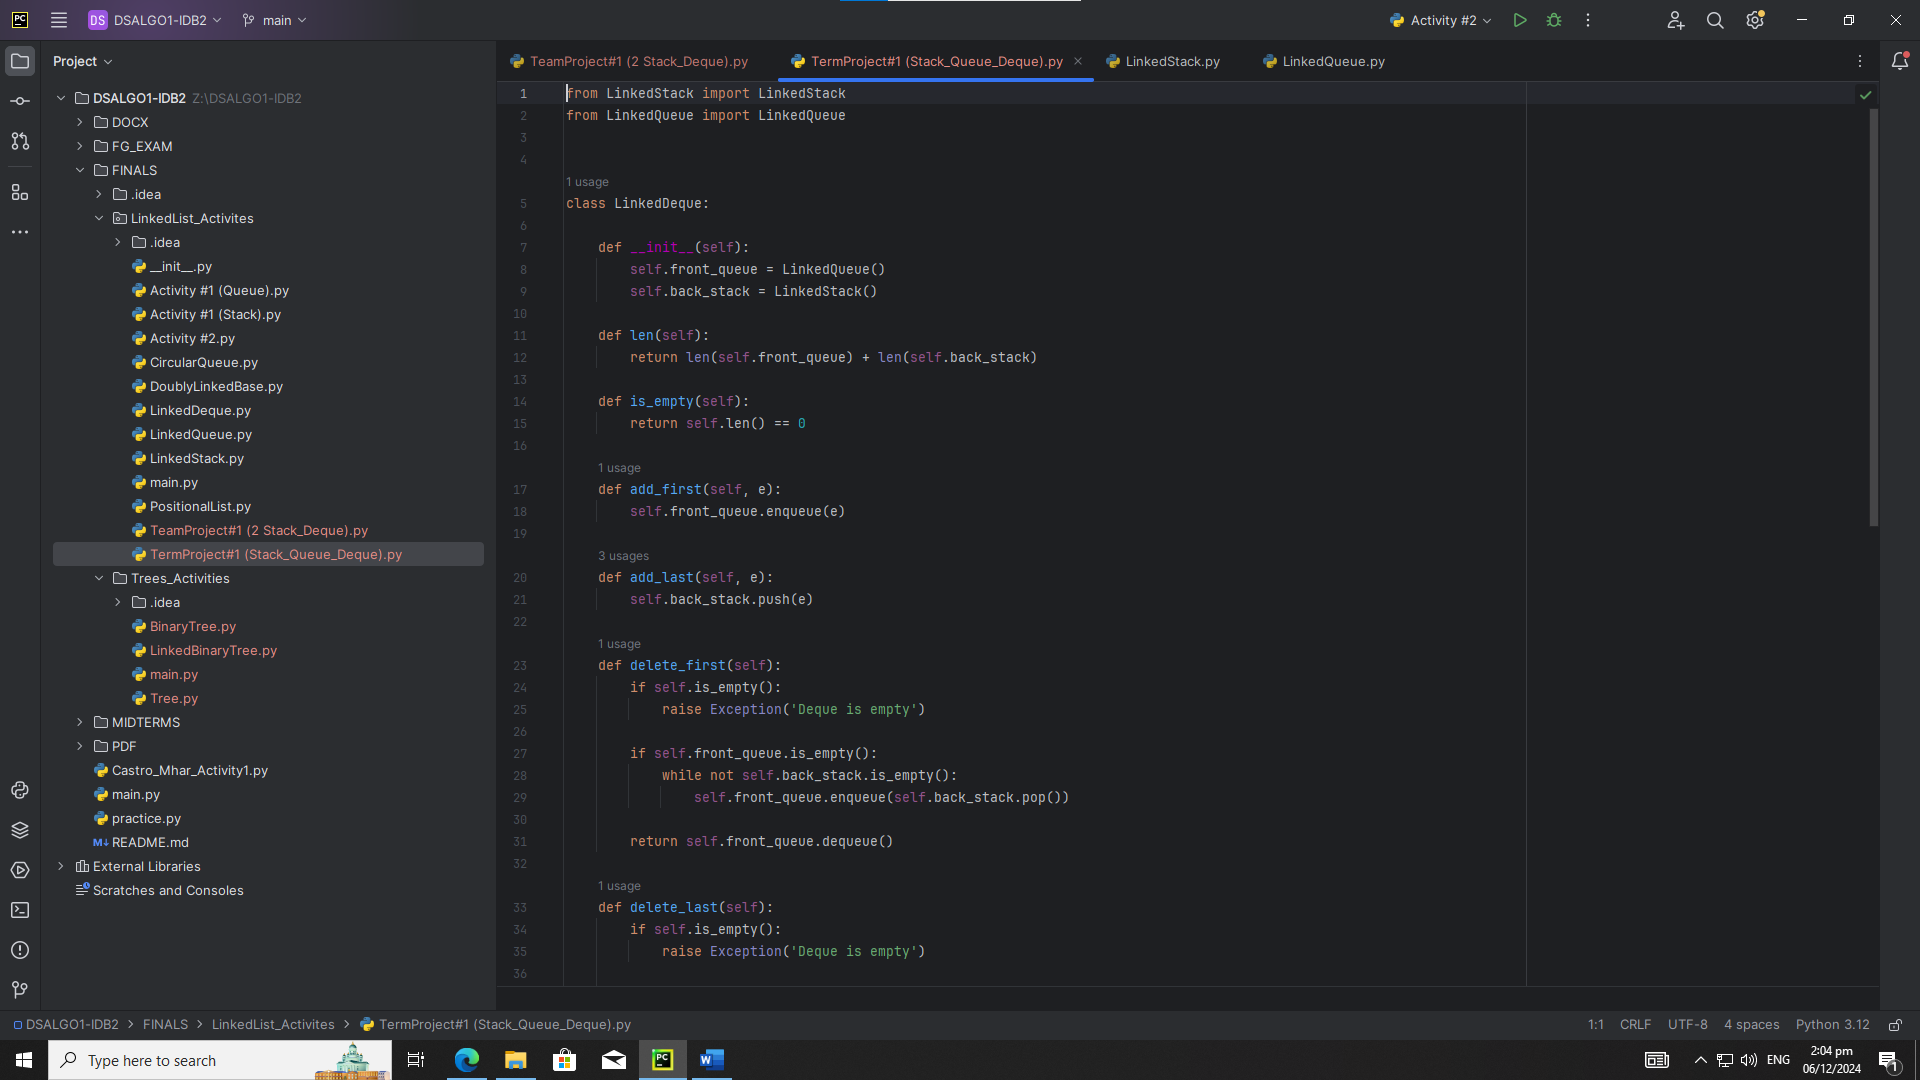 PC
DS DSALGO1-IDB2
main
Activity #2
Project
TeamProject#1 (2 Stack_Deque).py
TermProject#1 (Stack_Queue_Deque).py
LinkedStack.py
LinkedQueue.py
DSALGO1-IDB2 Z:\DSALGO1-IDB2
DOCX
FG_EXAM
FINALS
.idea
LinkedList_Activites
.idea
__init__.py
Activity #1 (Queue).py
Activity #1 (Stack).py
Activity #2.py
CircularQueue.py
DoublyLinkedBase.py
LinkedDeque.py
LinkedQueue.py
LinkedStack.py
main.py
PositionalList.py
TeamProject#1 (2 Stack_Deque).py
TermProject#1 (Stack_Queue_Deque).py
Trees_Activities
.idea
BinaryTree.py
LinkedBinaryTree.py
main.py
Tree.py
MIDTERMS
PDF
Castro_Mhar_Activity1.py
main.py
practice.py
M↓ README.md
External Libraries
Scratches and Consoles
1 from LinkedStack import LinkedStack
2 from LinkedQueue import LinkedQueue
3
4
1 usage
5 class LinkedDeque:
6
7 def __init__(self):
8 self.front_queue = LinkedQueue()
9 self.back_stack = LinkedStack()
10
11 def len(self):
12 return len(self.front_queue) + len(self.back_stack)
13
14 def is_empty(self):
15 return self.len() == 0
16
1 usage
17 def add_first(self, e):
18 self.front_queue.enqueue(e)
19
3 usages
20 def add_last(self, e):
21 self.back_stack.push(e)
22
1 usage
23 def delete_first(self):
24 if self.is_empty():
25 raise Exception('Deque is empty')
26
27 if self.front_queue.is_empty():
28 while not self.back_stack.is_empty():
29 self.front_queue.enqueue(self.back_stack.pop())
30
31 return self.front_queue.dequeue()
32
1 usage
33 def delete_last(self):
34 if self.is_empty():
35 raise Exception('Deque is empty')
36
DSALGO1-IDB2 > FINALS > LinkedList_Activites > TermProject#1 (Stack_Queue_Deque).py
1:1 CRLF UTF-8 4 spaces Python 3.12
Type here to search
PC
W
ENG
2:04 pm
06/12/2024
1